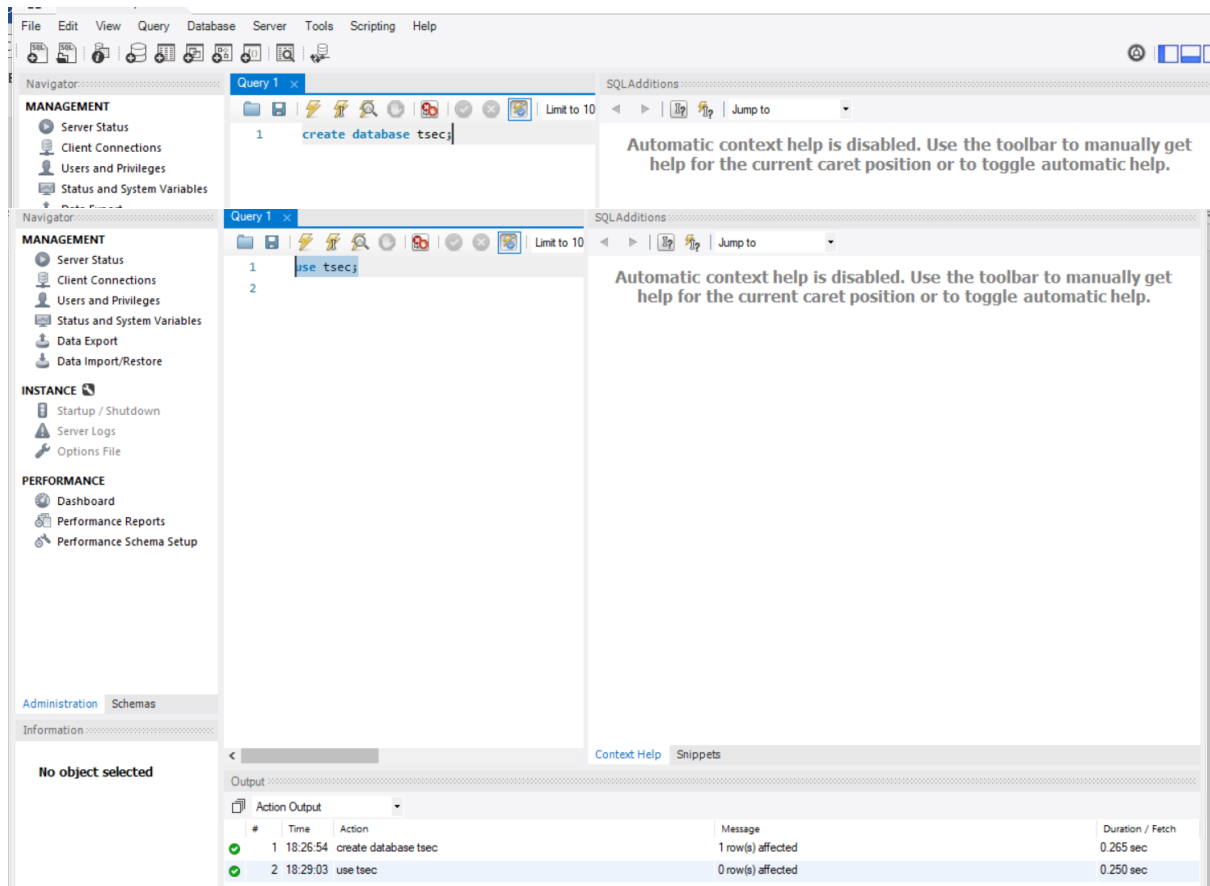 File Edit View Query Database Server Tools Scripting Help
Navigator
Query 1
SQLAdditions
MANAGEMENT
Limit to 10
Jump to
Server Status
Client Connections
Users and Privileges
Status and System Variables
1 create database tsec;
Automatic context help is disabled. Use the toolbar to manually get
help for the current caret position or to toggle automatic help.
Navigator
Query 1
SQLAdditions
MANAGEMENT
Limit to 10
Jump to
Server Status
Client Connections
Users and Privileges
Status and System Variables
Data Export
Data Import/Restore
INSTANCE
Startup / Shutdown
Server Logs
Options File
PERFORMANCE
Dashboard
Performance Reports
Performance Schema Setup
1 use tsec;
2
Automatic context help is disabled. Use the toolbar to manually get
help for the current caret position or to toggle automatic help.
Administration Schemas
Information
No object selected
Context Help Snippets
Output
Action Output
# Time Action Message Duration / Fetch
1 18:26:54 create database tsec 1 row(s) affected 0.265 sec
2 18:29:03 use tsec 0 row(s) affected 0.250 sec